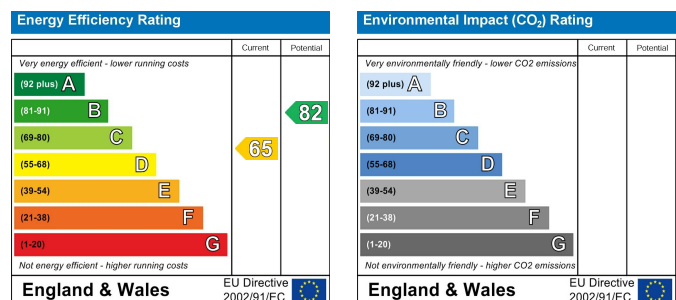 Energy Efficiency Rating
Current Potential
Very energy efficient - lower running costs
(92 plus) A
(81-91) B
82
(69-80) C
65
(55-68) D
(39-54) E
(21-38) F
(1-20) G
Not energy efficient - higher running costs
England & Wales
EU Directive
2002/91/EC
Environmental Impact (CO2) Rating
Current Potential
Very environmentally friendly - lower CO2 emissions
(92 plus) A
(81-91) B
(69-80) C
(55-68) D
(39-54) E
(21-38) F
(1-20) G
Not environmentally friendly - higher CO2 emissions
England & Wales
EU Directive
2002/91/EC